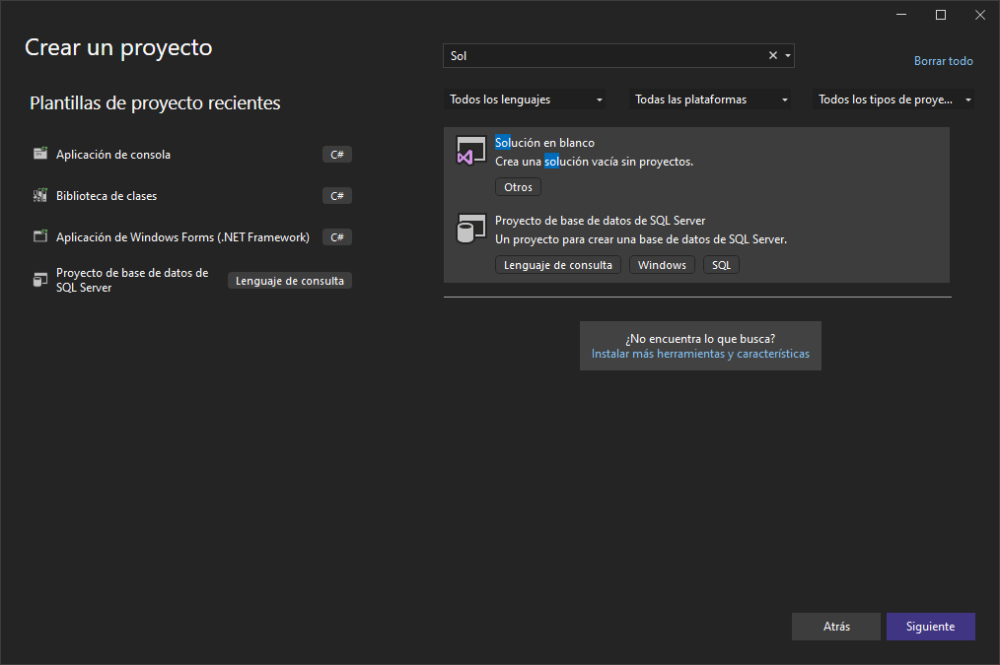 Crear un proyecto
Plantillas de proyecto recientes
Aplicación de consola
C#
Biblioteca de clases
C#
Aplicación de Windows Forms (.NET Framework)
C#
Proyecto de base de datos de
SQL Server
Lenguaje de consulta
Sol
Borrar todo
Todos los lenguajes
Todas las plataformas
Todos los tipos de proye...
Solución en blanco
Crea una solución vacía sin proyectos.
Otros
Proyecto de base de datos de SQL Server
Un proyecto para crear una base de datos de SQL Server.
Lenguaje de consulta
Windows
SQL
¿No encuentra lo que busca?
Instalar más herramientas y características
Atrás
Siguiente